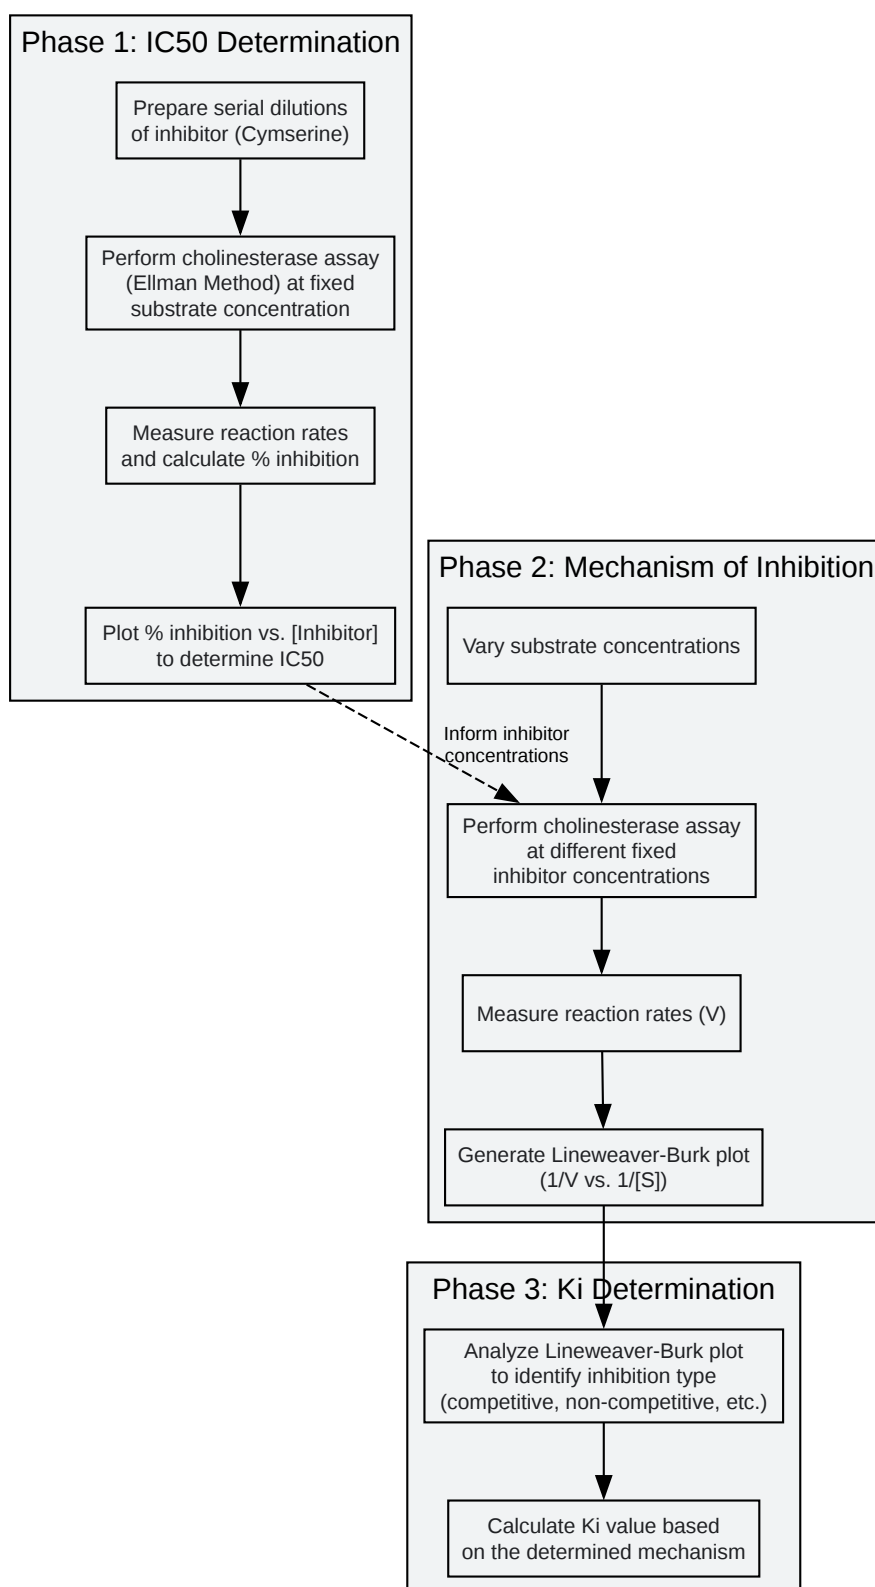 Phase 1: IC50 Determination
Prepare serial dilutions
of inhibitor (Cymserine)
Perform cholinesterase assay
(Ellman Method) at fixed
substrate concentration
Measure reaction rates
and calculate % inhibition
Plot % inhibition vs. [Inhibitor]
to determine IC50
Phase 2: Mechanism of Inhibition
Vary substrate concentrations
Inform inhibitor
concentrations
Perform cholinesterase assay
at different fixed
inhibitor concentrations
Measure reaction rates (V)
Generate Lineweaver-Burk plot
(1/V vs. 1/[S])
Phase 3: Ki Determination
Analyze Lineweaver-Burk plot
to identify inhibition type
(competitive, non-competitive, etc.)
Calculate Ki value based
on the determined mechanism